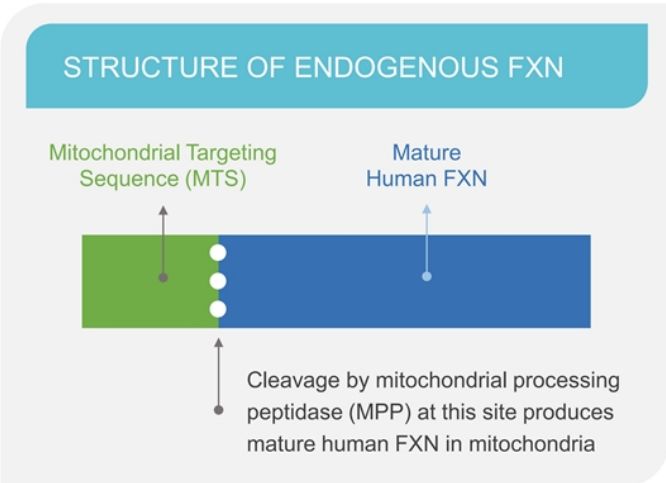 STRUCTURE OF ENDOGENOUS FXN
Mitochondrial Targeting
Sequence (MTS)
Mature
Human FXN
Cleavage by mitochondrial processing
peptidase (MPP) at this site produces
mature human FXN in mitochondria